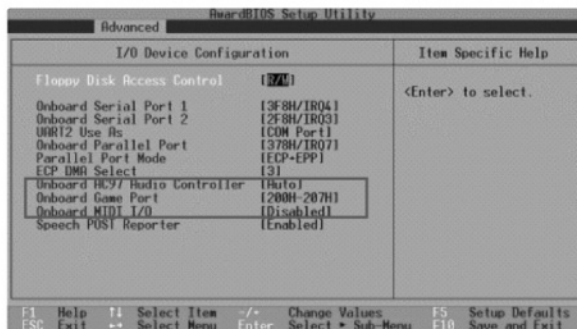 AwardBIOS Setup Utility
Advanced
I/O Device Configuration
Item Specific Help
Floppy Disk Access Control [R/W]
<Enter> to select.
Onboard Serial Port 1 [3F8H/IRQ4]
Onboard Serial Port 2 [2F8H/IRQ3]
UART2 Use As [COM Port]
Onboard Parallel Port [378H/IRQ7]
Parallel Port Mode [ECP+EPP]
ECP DMA Select [3]
Onboard AC97 Audio Controller [Auto]
Onboard Game Port [200H-207H]
Onboard MIDI I/O [Disabled]
Speech POST Reporter [Enabled]
F1 Help ↑↓ Select Item -/+ Change Values F5 Setup Defaults
ESC Exit ←→ Select Menu Enter Select ▶ Sub-Menu F10 Save and Exit